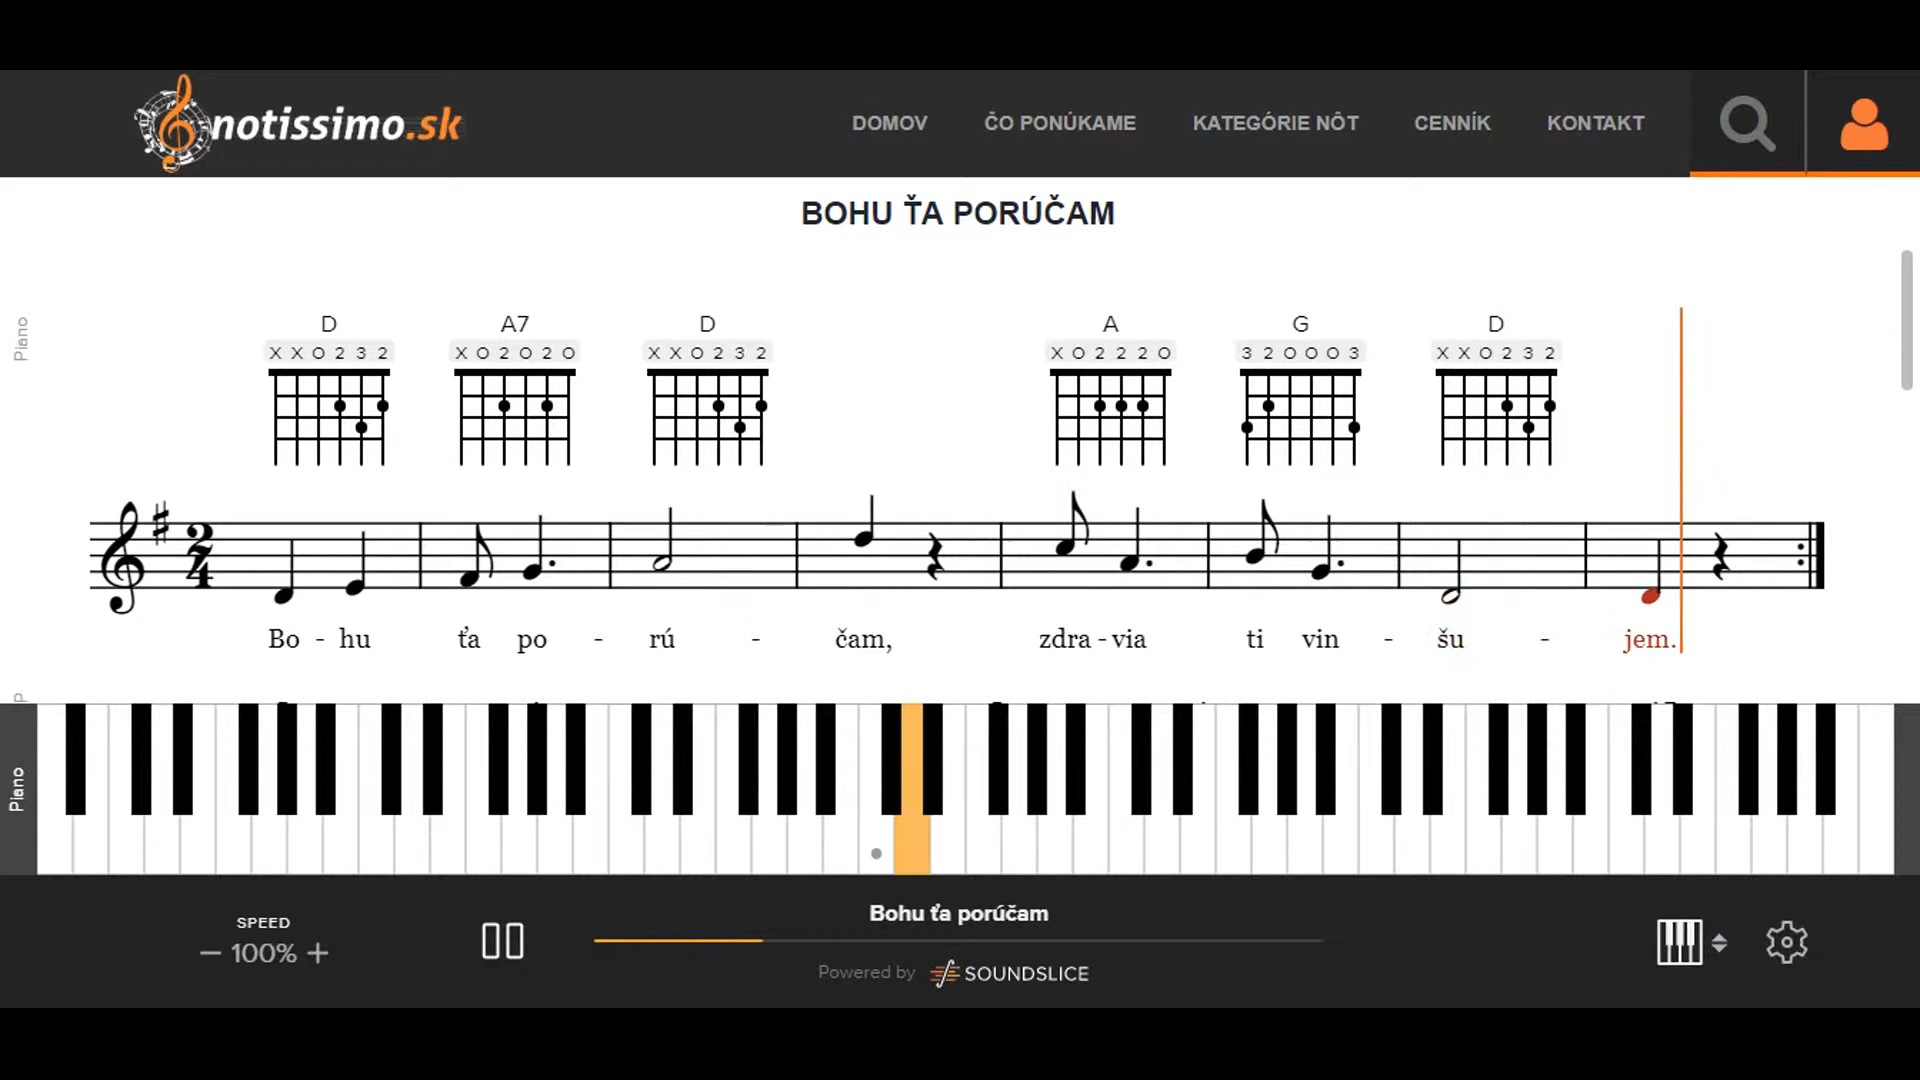 notissimo.sk
DOMOV ČO PONÚKAME KATEGÓRIE NÔT CENNÍK KONTAKT
BOHU ŤA PORÚČAM
Piano
D A7 D A G D
X X O 2 3 2 X O 2 O 2 O X X O 2 3 2 X O 2 2 2 O 3 2 O O O 3 X X O 2 3 2
2
4
Bo - hu ťa po - rú - čam, zdra - via ti vin - šu - jem.
Piano
Bohu ťa porúčam
SPEED
— 100% +
Powered by SOUNDSLICE